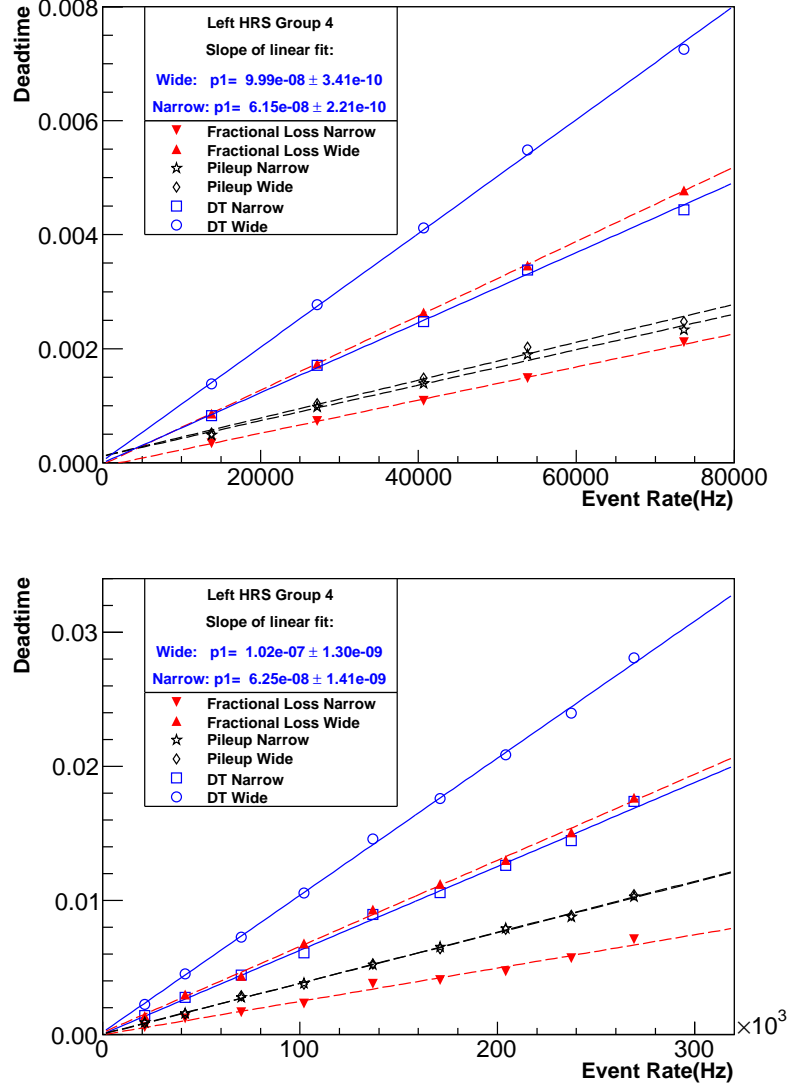 Deadtime
0.008
0.006
0.004
0.002
0.000
Left HRS Group 4
Slope of linear fit:
Wide: p1= 9.99e-08 ± 3.41e-10
Narrow: p1= 6.15e-08 ± 2.21e-10
Fractional Loss Narrow
Fractional Loss Wide
Pileup Narrow
Pileup Wide
DT Narrow
DT Wide
0 20000 40000 60000 80000
Event Rate(Hz)
Deadtime
0.03
0.02
0.01
0.00
Left HRS Group 4
Slope of linear fit:
Wide: p1= 1.02e-07 ± 1.30e-09
Narrow: p1= 6.25e-08 ± 1.41e-09
Fractional Loss Narrow
Fractional Loss Wide
Pileup Narrow
Pileup Wide
DT Narrow
DT Wide
0 100 200 300
×10³
Event Rate(Hz)